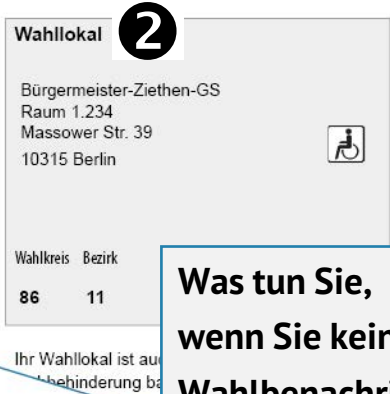 Wahllokal 2
Bürgermeister-Ziethen-GS
Raum 1.234
Massower Str. 39
10315 Berlin
Wahlkreis Bezirk
86 11
Was tun Sie,
wenn Sie kein
Ihr Wahllokal ist